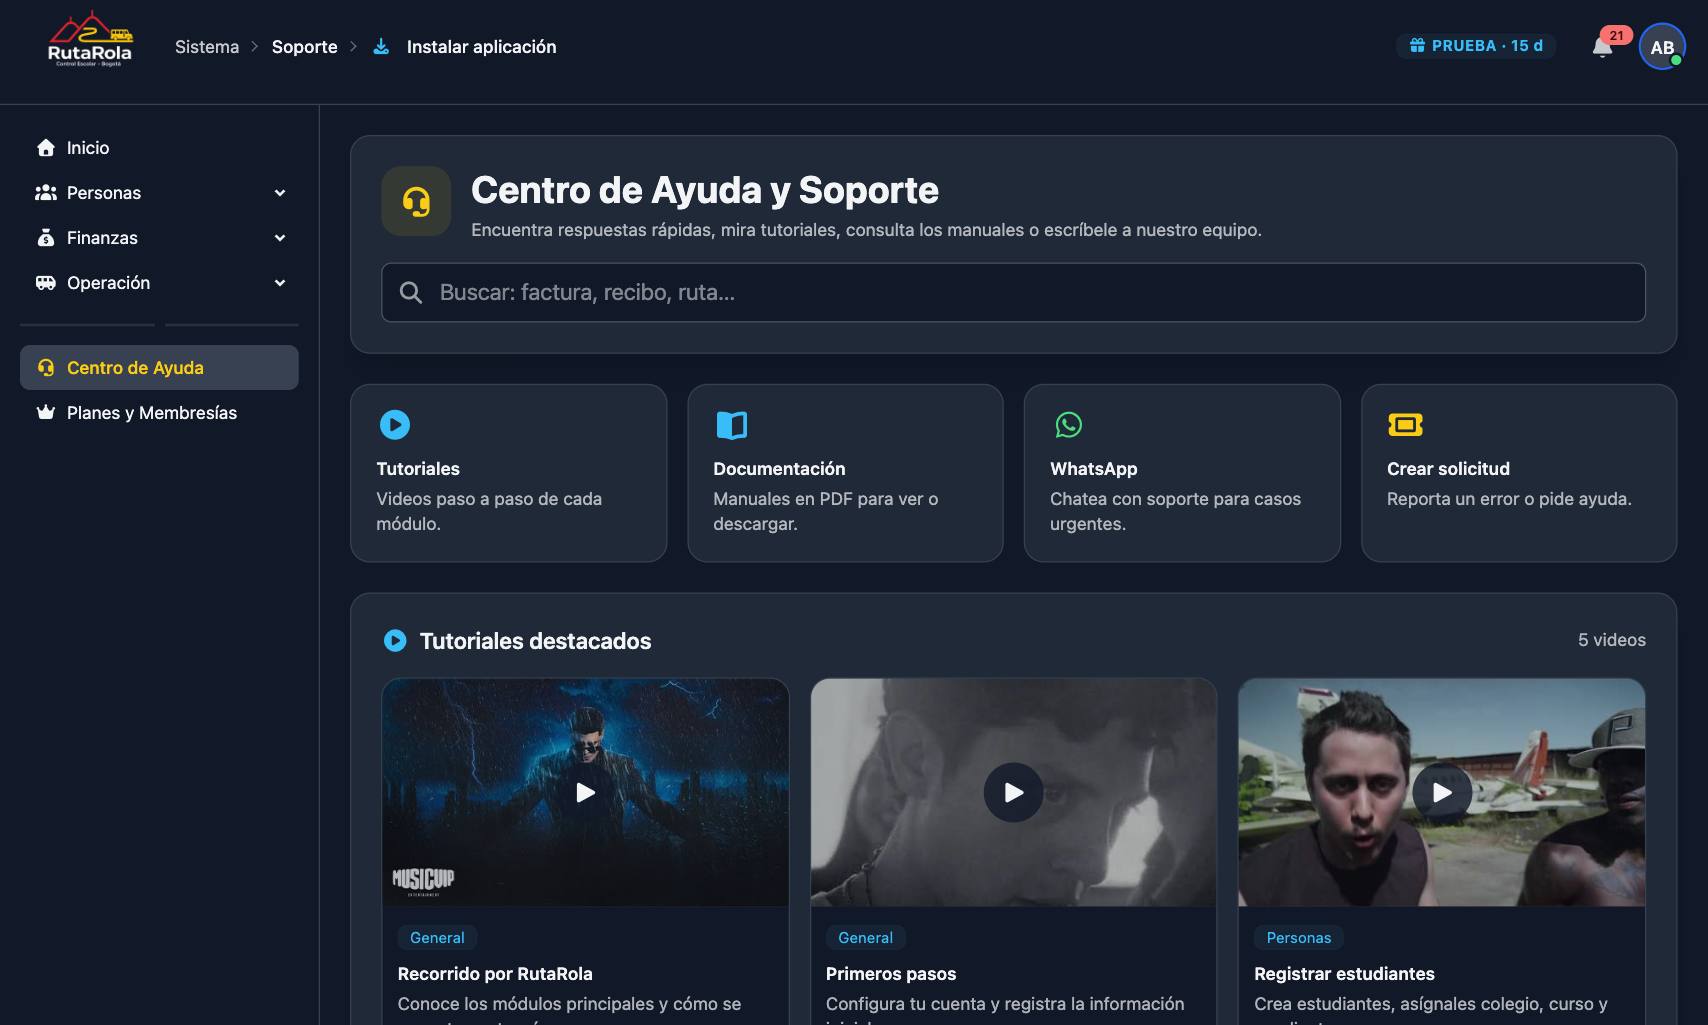 RutaRola
Control Escolar - Bogotá
Sistema
Soporte
Instalar aplicación
PRUEBA · 15 d
21
AB
Inicio
Personas
Finanzas
Operación
Centro de Ayuda
Planes y Membresías
Centro de Ayuda y Soporte
Encuentra respuestas rápidas, mira tutoriales, consulta los manuales o escríbele a nuestro equipo.
Buscar: factura, recibo, ruta...
Tutoriales
Videos paso a paso de cada
módulo.
Documentación
Manuales en PDF para ver o
descargar.
WhatsApp
Chatea con soporte para casos
urgentes.
Crear solicitud
Reporta un error o pide ayuda.
Tutoriales destacados
5 videos
MUSICVIP
ENTERTAINMENT
General
Recorrido por RutaRola
Conoce los módulos principales y cómo se
General
Primeros pasos
Configura tu cuenta y registra la información
Personas
Registrar estudiantes
Crea estudiantes, asígnales colegio, curso y